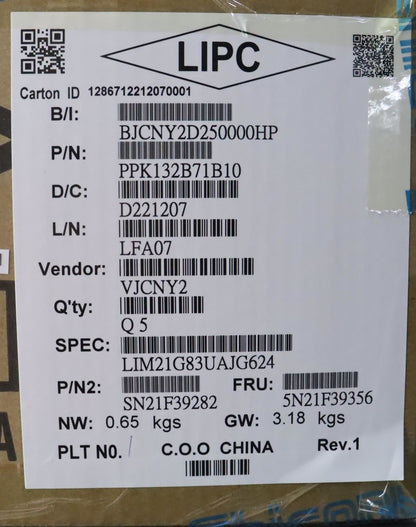 LIPC
Carton ID 1286712212070001
B/I:
BJCNY2D250000HP
P/N:
PPK132B71B10
D/C:
D221207
L/N:
LFA07
Vendor:
VJCNY2
Q'ty:
Q 5
SPEC:
LIM21G83UAJG624
P/N2: FRU:
SN21F39282 5N21F39356
NW: 0.65 kgs GW: 3.18 kgs
PLT NO. C.O.O CHINA Rev.1